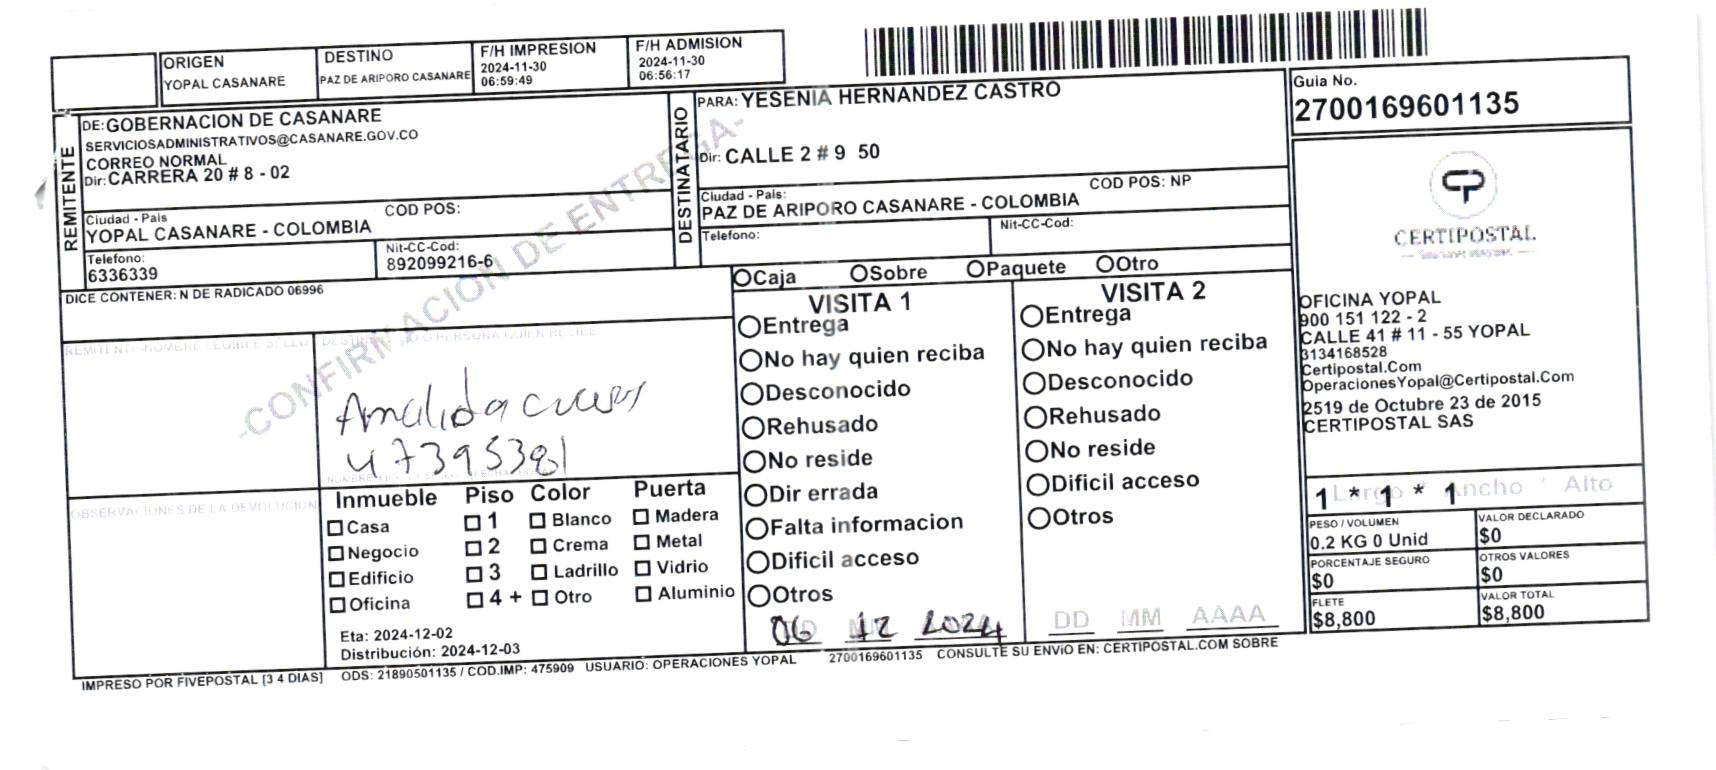 ORIGEN
YOPAL CASANARE
DESTINO
PAZ DE ARIPORO CASANARE
F/H IMPRESION
2024-11-30
06:59:49
F/H ADMISION
2024-11-30
06:56:17
REMITENTE
DE: GOBERNACION DE CASANARE
SERVICIOSADMINISTRATIVOS@CASANARE.GOV.CO
CORREO NORMAL
Dir: CARRERA 20 # 8 - 02
Ciudad - Pais
COD POS:
YOPAL CASANARE - COLOMBIA
Telefono:
6336339
Nit-CC-Cod:
892099216-6
DESTINATARIO
PARA: YESENIA HERNANDEZ CASTRO
Dir: CALLE 2 # 9 50
Ciudad - Pais:
COD POS: NP
PAZ DE ARIPORO CASANARE - COLOMBIA
Telefono:
Nit-CC-Cod:
Guia No.
2700169601135
CERTIPOSTAL
OFICINA YOPAL
900 151 122 - 2
CALLE 41 # 11 - 55 YOPAL
3134168528
Certipostal.Com
OperacionesYopal@Certipostal.Com
2519 de Octubre 23 de 2015
CERTIPOSTAL SAS
1 * 1 * 1
Largo * Ancho * Alto
PESO / VOLUMEN
0.2 KG 0 Unid
VALOR DECLARADO
$0
PORCENTAJE SEGURO
$0
OTROS VALORES
$0
FLETE
$8,800
VALOR TOTAL
$8,800
DICE CONTENER: N DE RADICADO 06996
-CONFIRMACION DE ENTREGA-
47395381
OBSERVACIONES DE LA DEVOLUCION
Inmueble
Casa
Negocio
Edificio
Oficina
Piso
1
2
3
4 +
Color
Blanco
Crema
Ladrillo
Otro
Puerta
Madera
Metal
Vidrio
Aluminio
Eta: 2024-12-02
Distribución: 2024-12-03
Caja Sobre Paquete Otro
VISITA 1
Entrega
No hay quien reciba
Desconocido
Rehusado
No reside
Dir errada
Falta informacion
Dificil acceso
Otros
06 12 2024
VISITA 2
Entrega
No hay quien reciba
Desconocido
Rehusado
No reside
Dificil acceso
Otros
DD MM AAAA
IMPRESO POR FIVEPOSTAL [3 4 DIAS] ODS: 21890501135 / COD.IMP: 475909 USUARIO: OPERACIONES YOPAL 2700169601135 CONSULTE SU ENVIO EN: CERTIPOSTAL.COM SOBRE